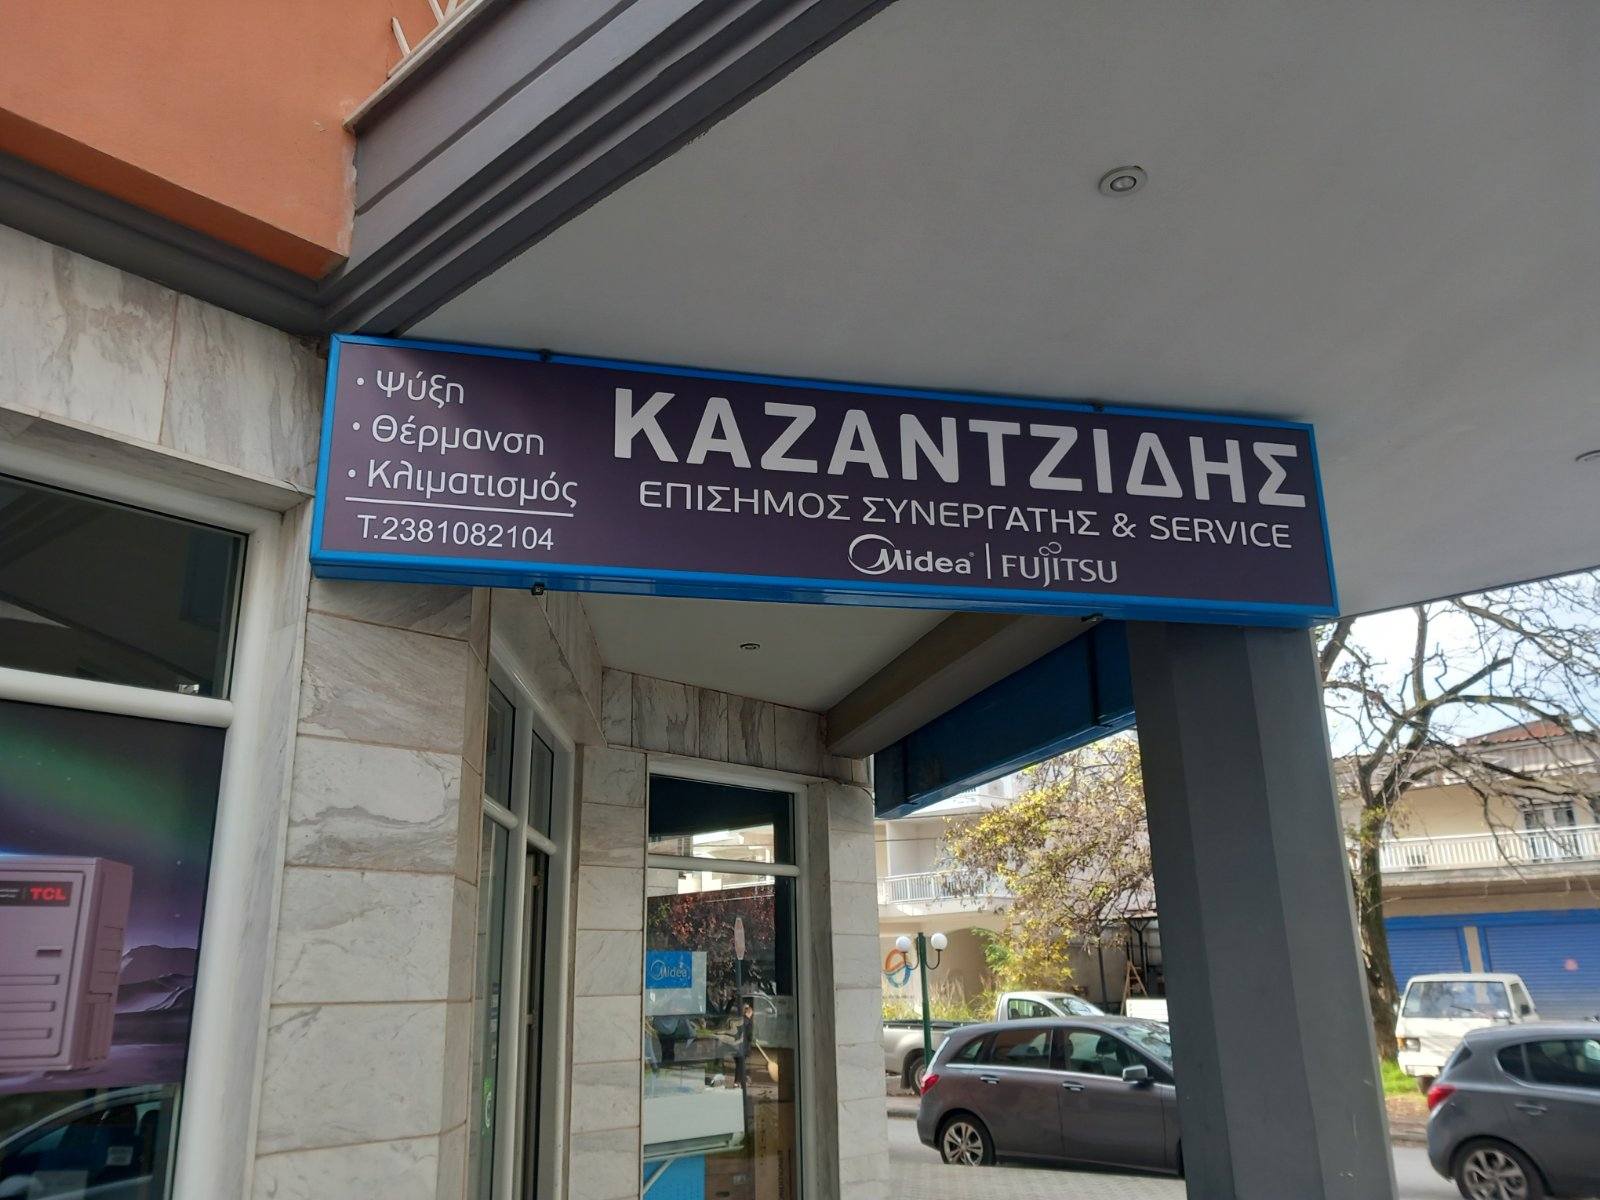 • Ψύξη
• Θέρμανση
• Κλιματισμός
Τ.2381082104
ΚΑΖΑΝΤΖΙΔΗΣ
ΕΠΙΣΗΜΟΣ ΣΥΝΕΡΓΑΤΗΣ & SERVICE
Midea | FUJITSU
TCL
Midea